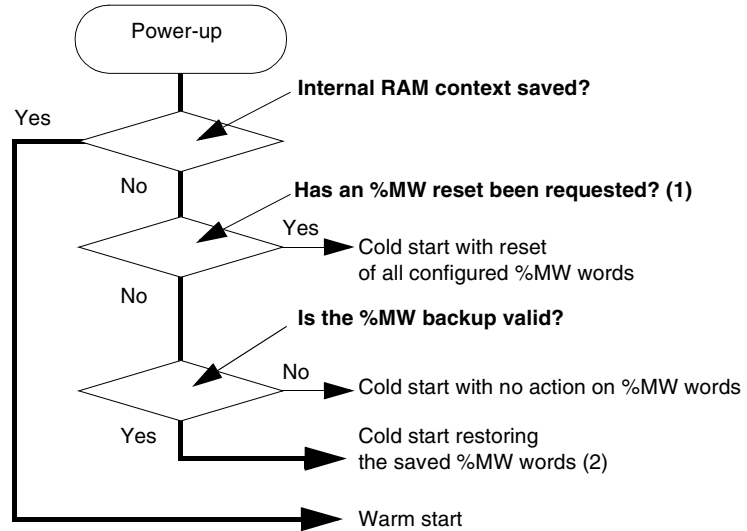 Power-up
Internal RAM context saved?
Yes
No
Has an %MW reset been requested? (1)
Yes
Cold start with reset
of all configured %MW words
No
Is the %MW backup valid?
No
Cold start with no action on %MW words
Yes
Cold start restoring
the saved %MW words (2)
Warm start